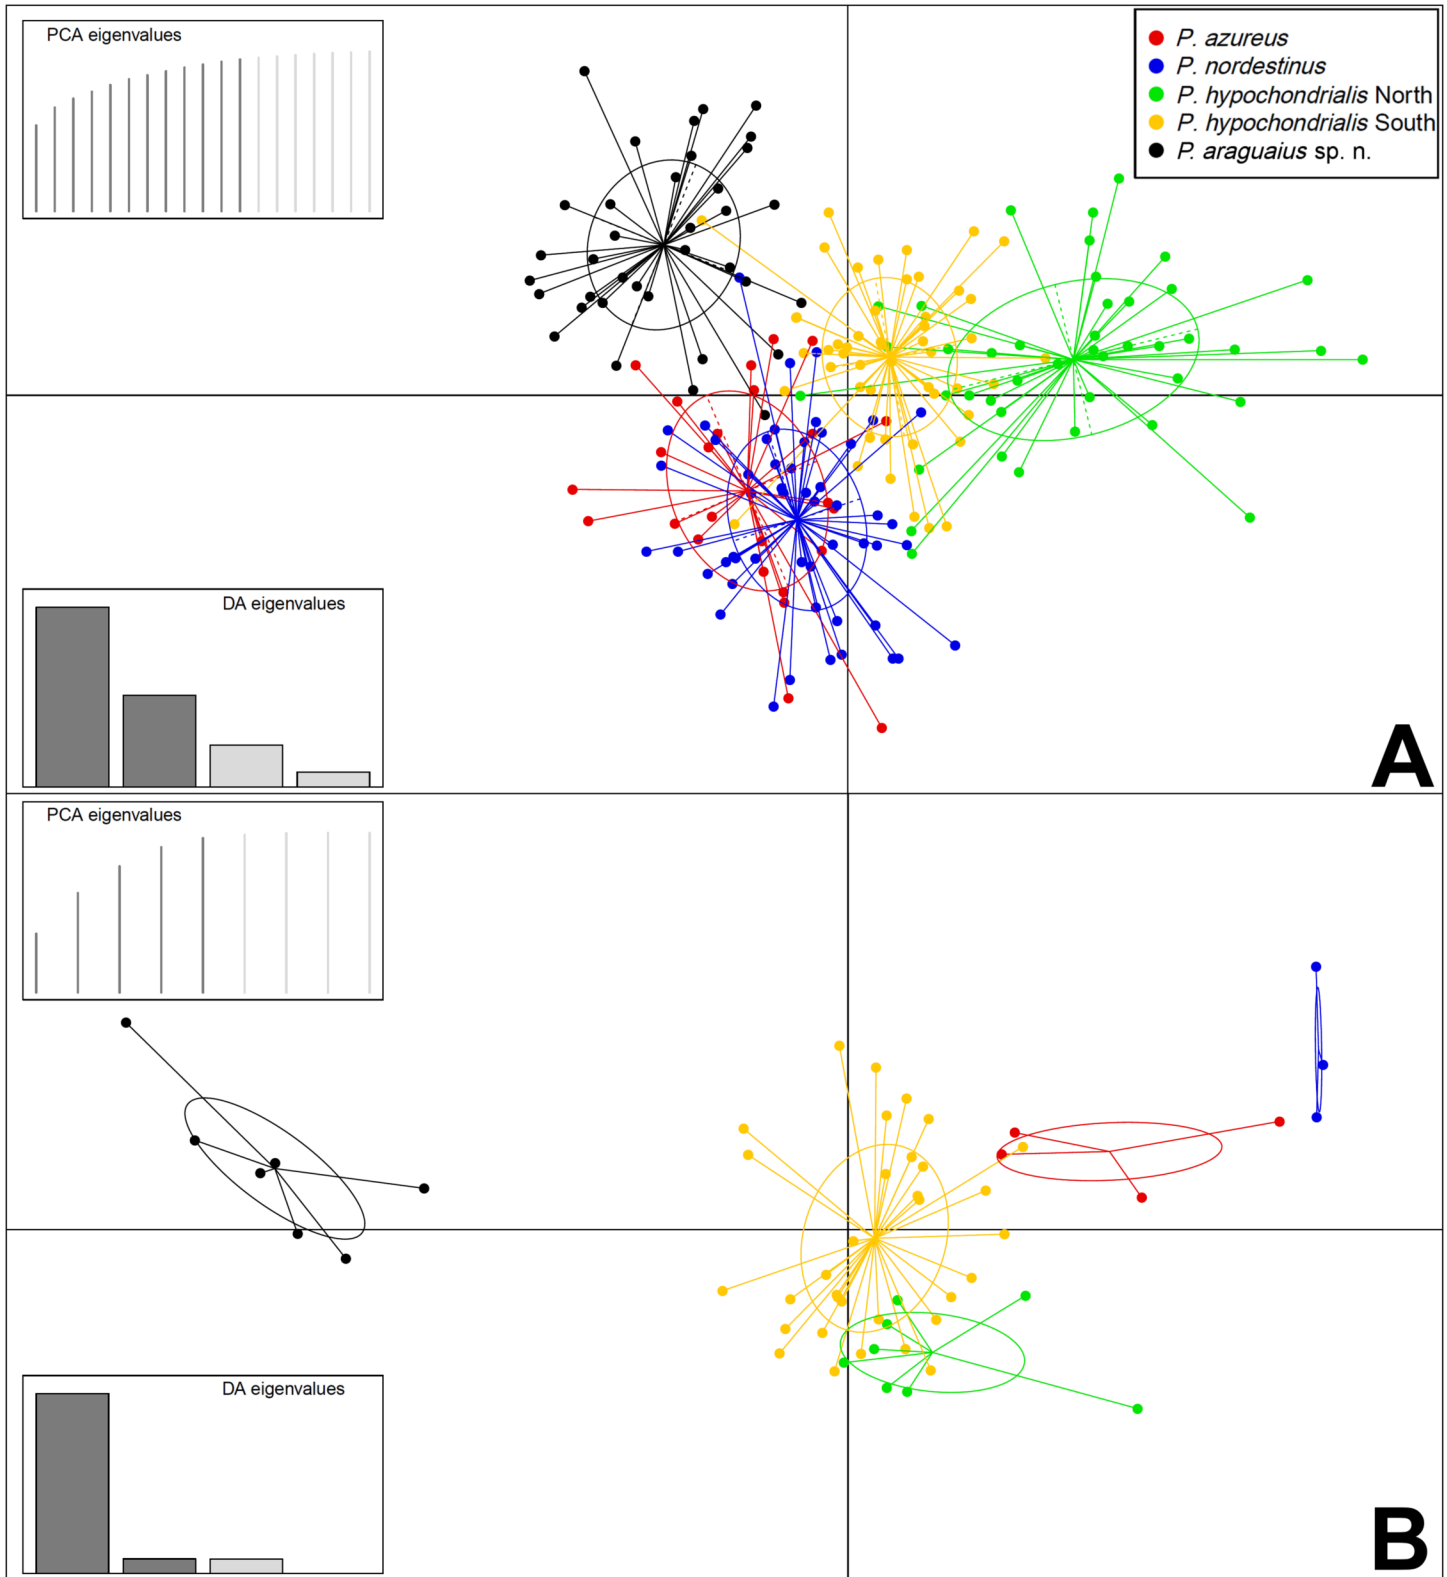 PCA eigenvalues
P. azureus
P. nordestinus
P. hypochondrialis North
P. hypochondrialis South
P. araguaius sp. n.
DA eigenvalues
A
PCA eigenvalues
DA eigenvalues
B